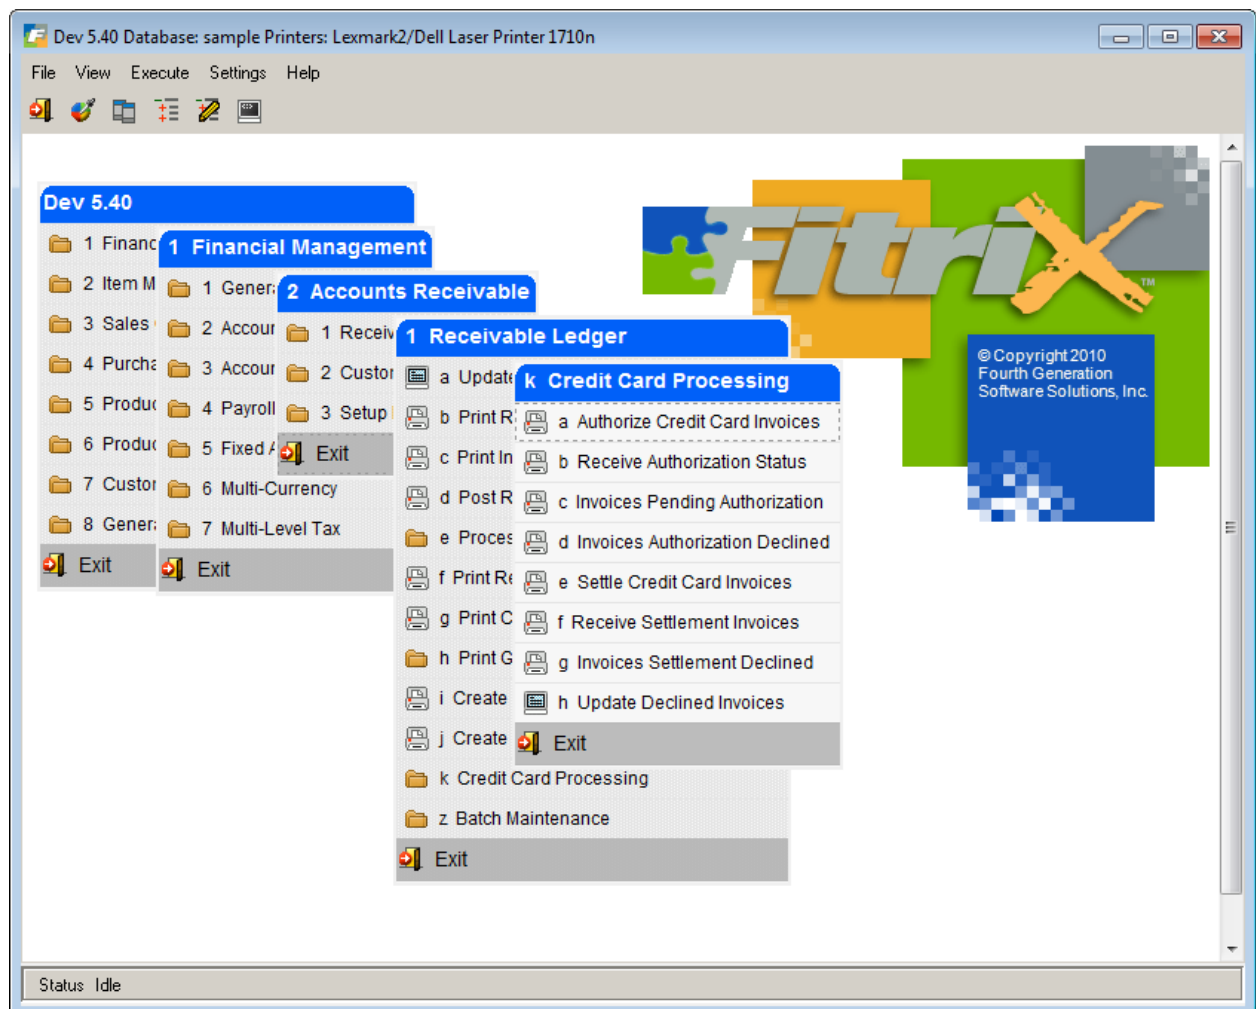 Dev 5.40 Database: sample Printers: Lexmark2/Dell Laser Printer 1710n
File View Execute Settings Help
Dev 5.40
1 Financ
2 Item M
3 Sales
4 Purcha
5 Produc
6 Produc
7 Custor
8 Genera
Exit
1 Financial Management
1 Genera
2 Accour
3 Accour
4 Payroll
5 Fixed A
6 Multi-Currency
7 Multi-Level Tax
Exit
2 Accounts Receivable
1 Receiv
2 Custor
3 Setup
Exit
1 Receivable Ledger
a Update
b Print R
c Print In
d Post R
e Proces
f Print Re
g Print C
h Print G
i Create
j Create
k Credit Card Processing
z Batch Maintenance
Exit
k Credit Card Processing
a Authorize Credit Card Invoices
b Receive Authorization Status
c Invoices Pending Authorization
d Invoices Authorization Declined
e Settle Credit Card Invoices
f Receive Settlement Invoices
g Invoices Settlement Declined
h Update Declined Invoices
Exit
FitriX
TM
© Copyright 2010
Fourth Generation
Software Solutions, Inc.
Status Idle